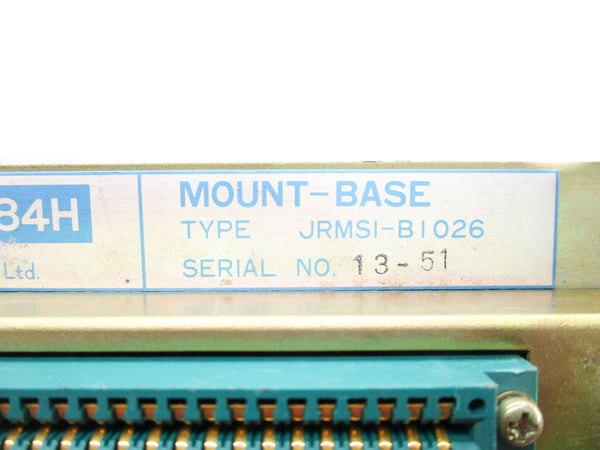 84H
Ltd.
MOUNT-BASE
TYPE JRMSI-B1026
SERIAL NO. 13-51